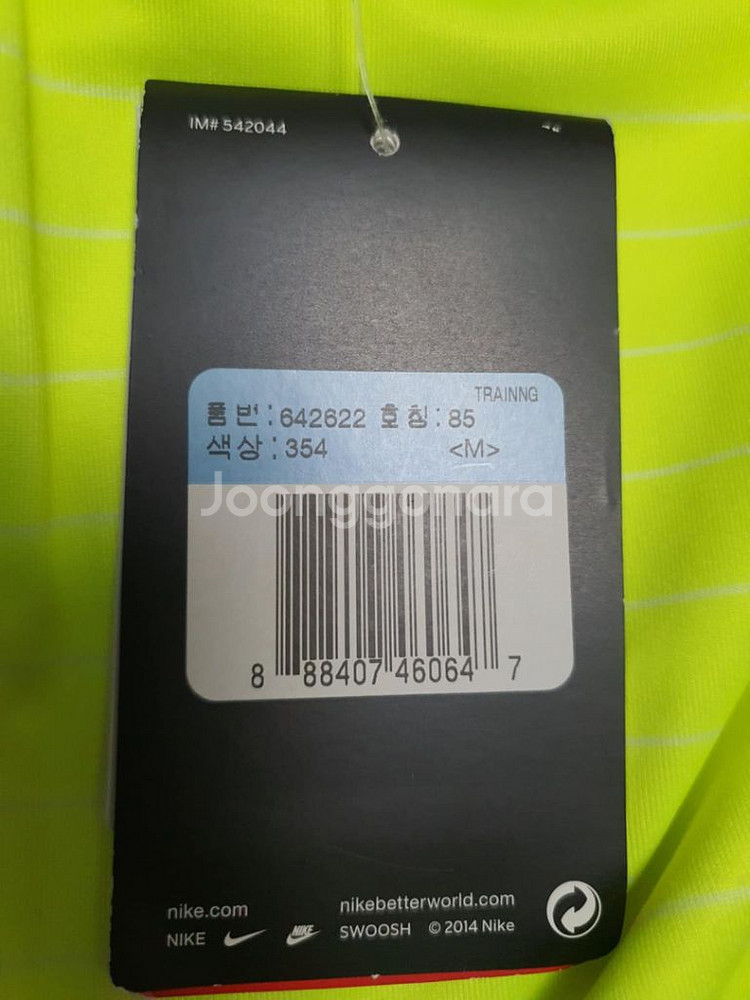 IM# 542044
TRAINNG
품 번 : 642622 호 칭 : 85
색 상 : 354 <M>
Joonggonara
8 88407 46064 7
nike.com
nikebetterworld.com
NIKE NIKE SWOOSH © 2014 Nike